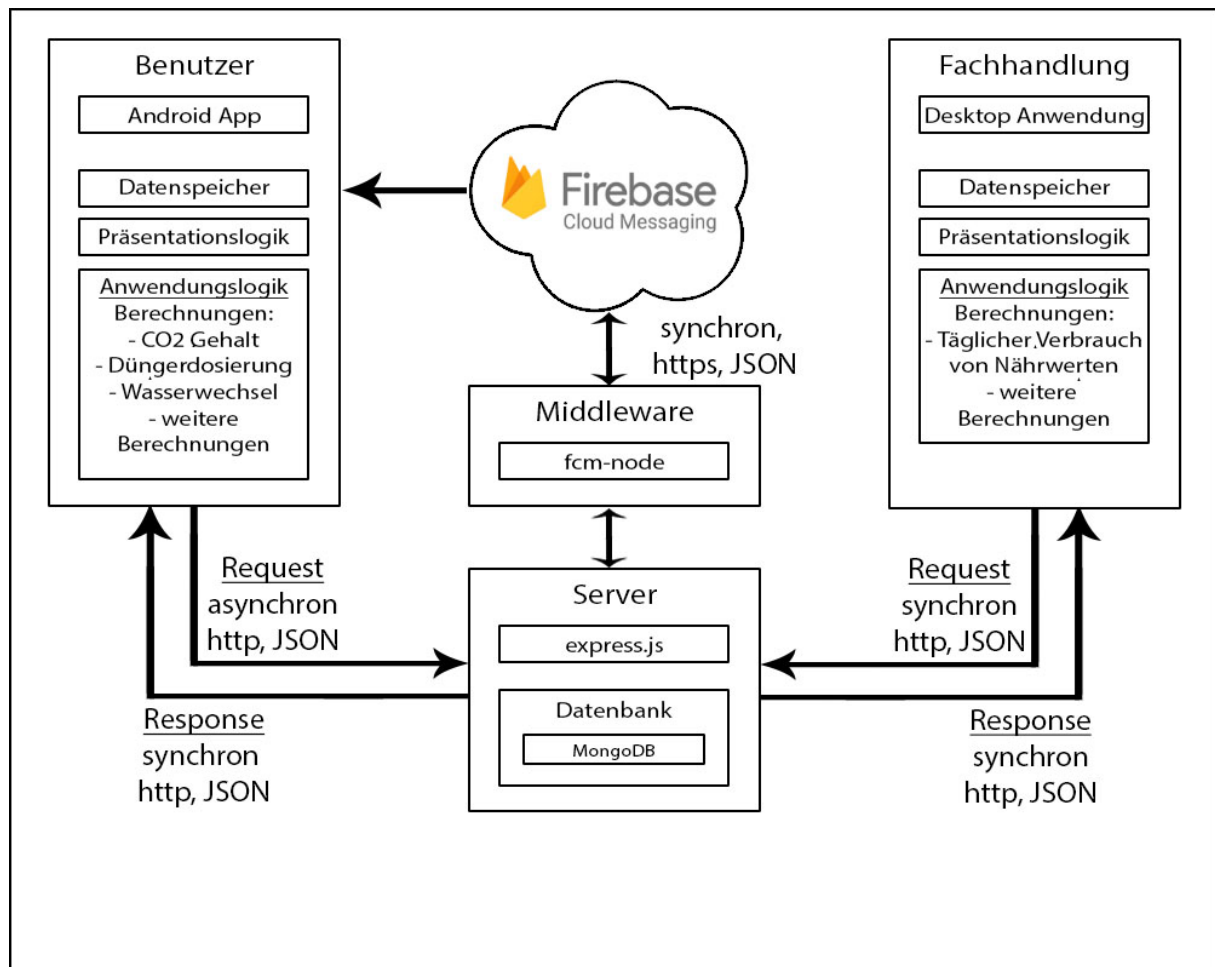 Benutzer
Android App
Datenspeicher
Präsentationslogik
Anwendungslogik
Berechnungen:
- CO2 Gehalt
- Düngerdosierung
- Wasserwechsel
- weitere
Berechnungen
Firebase
Cloud Messaging
synchron,
https, JSON
Middleware
fcm-node
Fachhandlung
Desktop Anwendung
Datenspeicher
Präsentationslogik
Anwendungslogik
Berechnungen:
- Täglicher Verbrauch
von Nährwerten
- weitere
Berechnungen
Request
asynchron
http, JSON
Response
synchron
http, JSON
Server
express.js
Datenbank
MongoDB
Request
synchron
http, JSON
Response
synchron
http, JSON